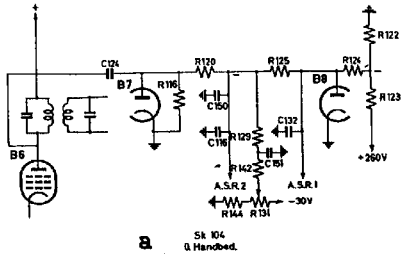 +
R122
C124
B7
R116
R120
-
R125
B8
R124
-
R123
C150
C116
R129
C132
C151
R142
B6
+260V
A.S.R.2
A.S.R.1
R144
R131
-30V
a
Sk 104
Q. Handbed.